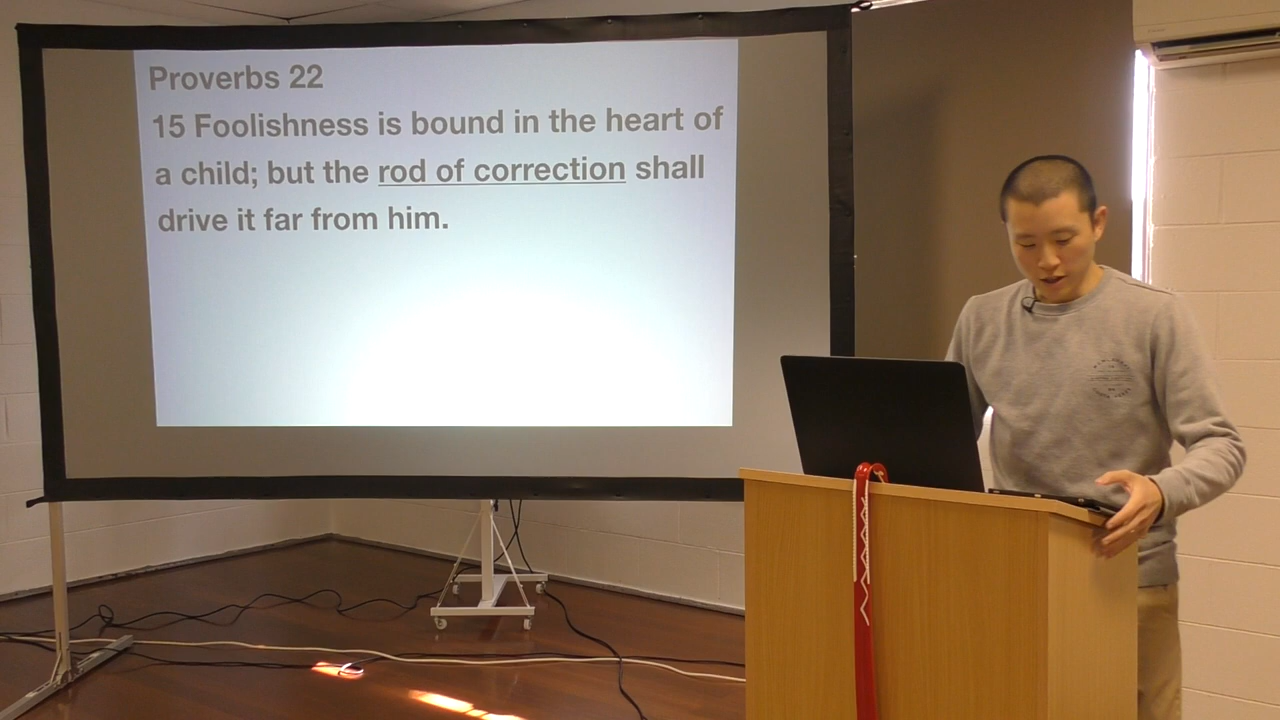 Proverbs 22
15 Foolishness is bound in the heart of
a child; but the rod of correction shall
drive it far from him.